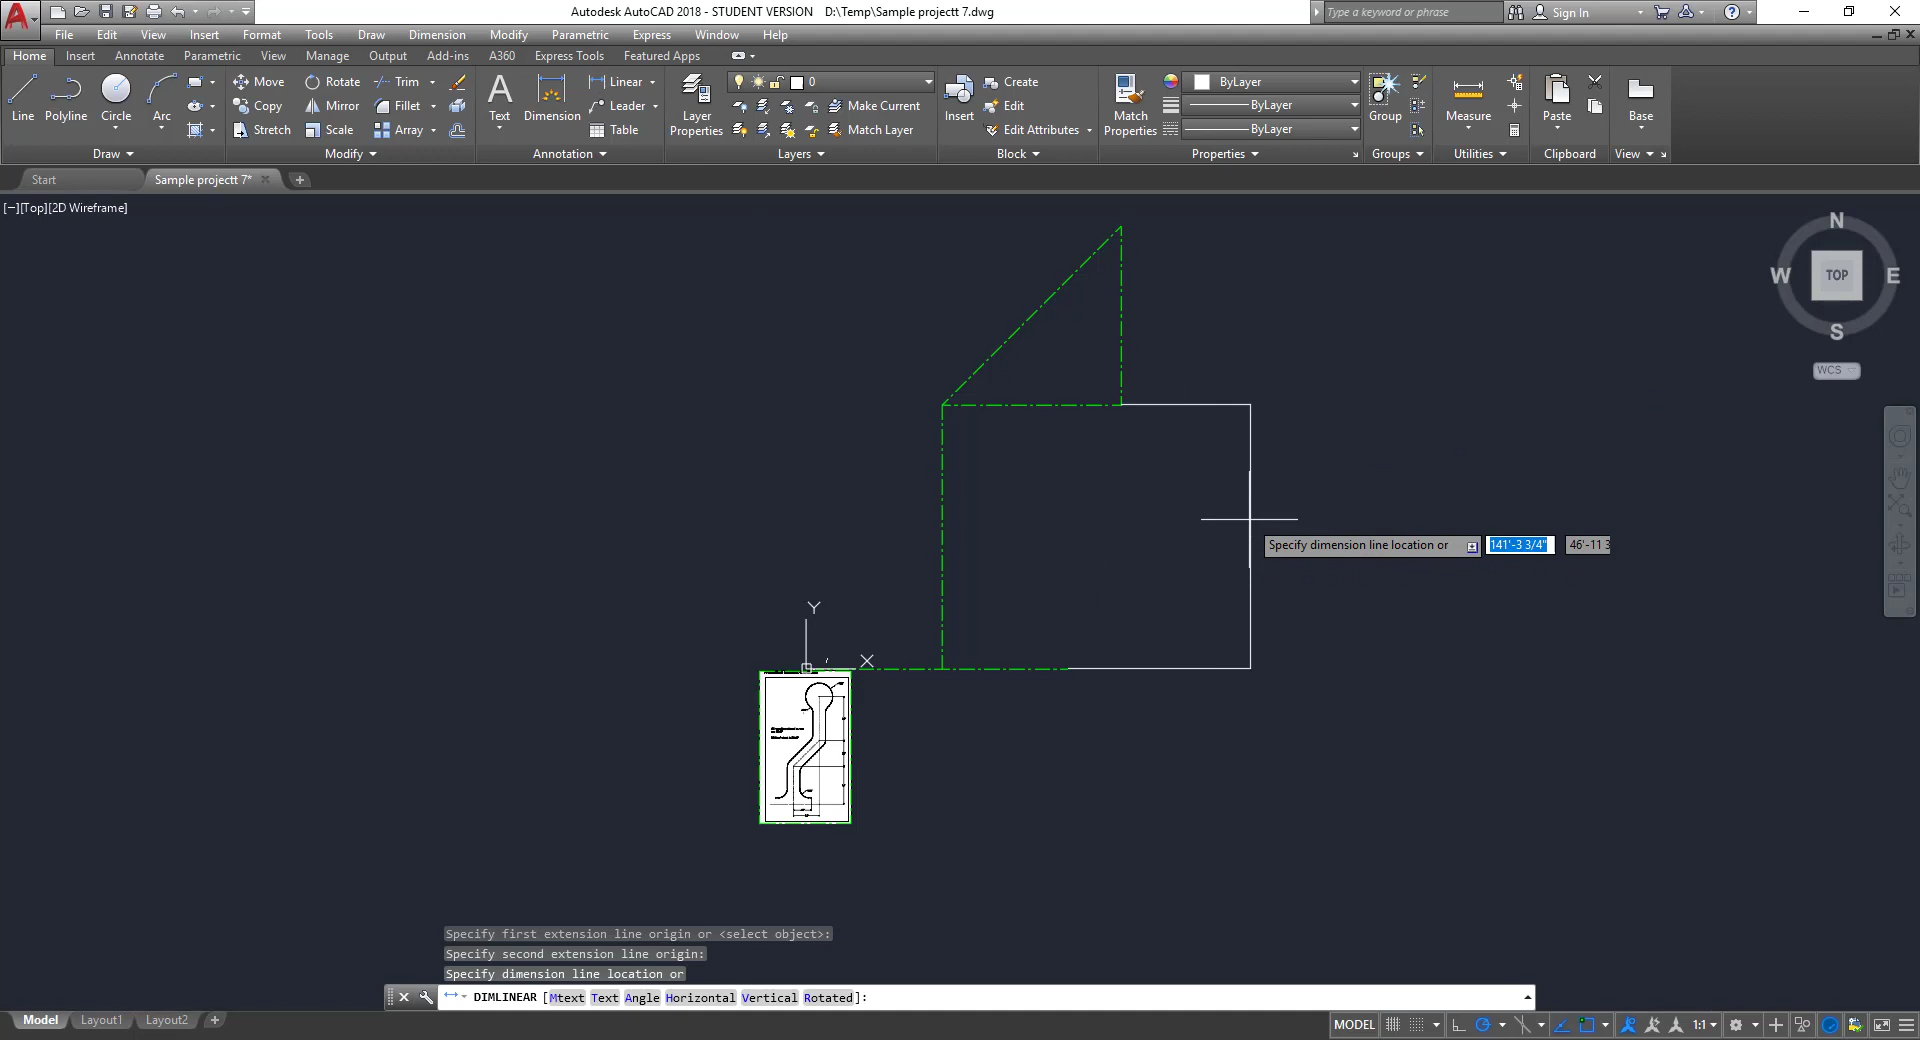 Autodesk AutoCAD 2018 - STUDENT VERSION D:\Temp\Sample projectt 7.dwg
Type a keyword or phrase
Sign In
File Edit View Insert Format Tools Draw Dimension Modify Parametric Express Window Help
Home Insert Annotate Parametric View Manage Output Add-ins A360 Express Tools Featured Apps
Line Polyline Circle Arc
Move Rotate Trim
Copy Mirror Fillet
Stretch Scale Array
Text Dimension
Linear
Leader
Table
Layer Properties
0
Make Current
Match Layer
Insert
Create
Edit
Edit Attributes
Match Properties
ByLayer
ByLayer
ByLayer
Group
Measure
Paste
Base
Draw Modify Annotation Layers Block Properties Groups Utilities Clipboard View
Start Sample projectt 7*
[−][Top][2D Wireframe]
N
W TOP E
S
WCS
Specify dimension line location or 141'-3 3/4" 46'-11 3
Y
X
Specify first extension line origin or <select object>:
Specify second extension line origin:
Specify dimension line location or
DIMLINEAR [Mtext Text Angle Horizontal Vertical Rotated]:
Model Layout1 Layout2
MODEL 1:1